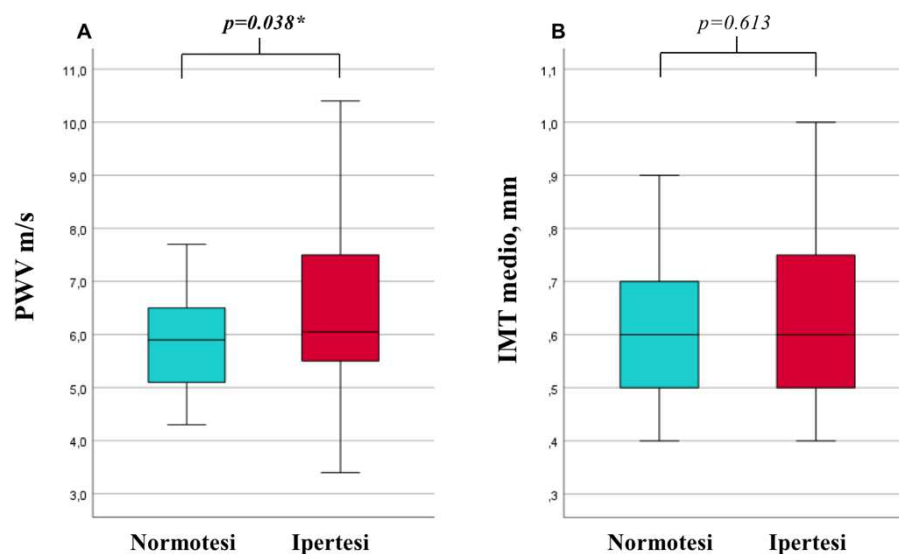 A
p=0.038*
PWV m/s
11,0
10,0
9,0
8,0
7,0
6,0
5,0
4,0
3,0
Normotesi
Ipertesi
B
p=0.613
IMT medio, mm
1,1
1,0
,9
,8
,7
,6
,5
,4
,3
Normotesi
Ipertesi